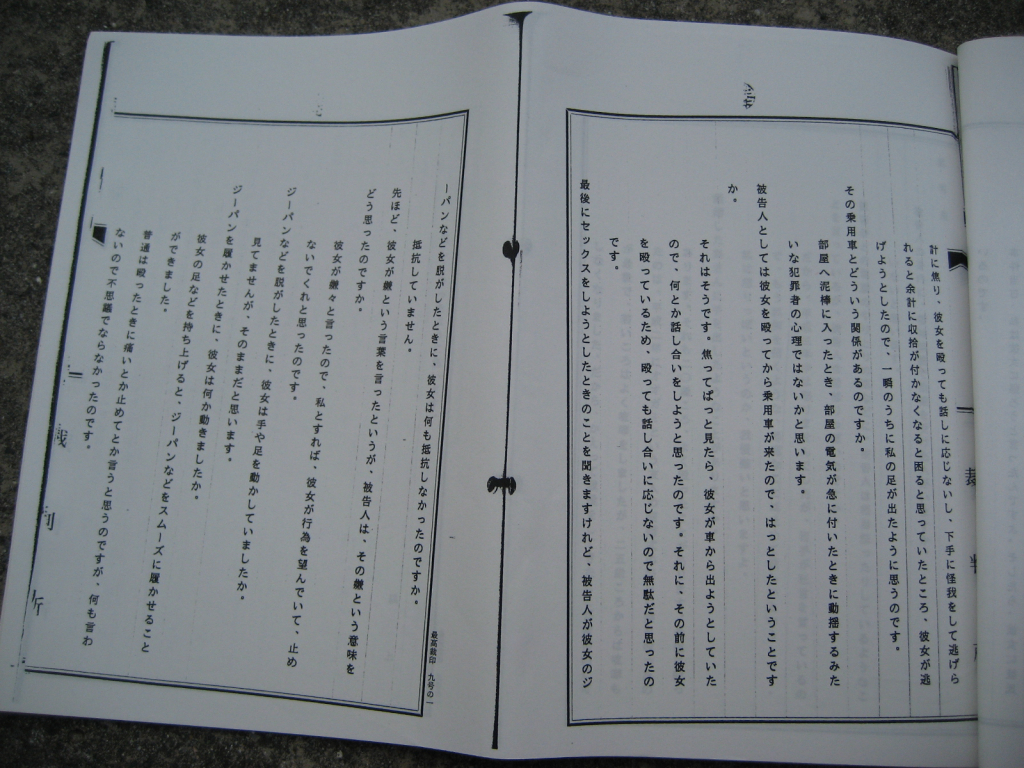 計に焦り、彼女を殴っても話しに応じないし、下手に怪我をして逃げら
れると余計に収拾が付かなくなると困ると思っていたところ、彼女が逃
げようとしたので、一瞬のうちに私の足が出たように思うのです。
その乗用車とどういう関係があるのですか。
部屋へ泥棒に入ったとき、部屋の電気が急に付いたときに動揺するみた
いな犯罪者の心理ではないかと思います。
被告人としては彼女を殴ってから乗用車が来たので、はっとしたということです
か。
それはそうです。焦ってぱっと見たら、彼女が車から出ようとしていた
ので、何とか話し合いをしようと思ったのです。それに、その前に彼女
を殴っているため、殴っても話し合いに応じないので無駄だと思ったの
です。
最後にセックスをしようとしたときのことを聞きますけれど、被告人が彼女のジ
ーパンなどを脱がしたときに、彼女は何も抵抗しなかったのですか。
抵抗していません。
先ほど、彼女が嫌という言葉を言ったというが、被告人は、その嫌という意味を
どう思ったのですか。
彼女が嫌々と言ったので、私とすれば、彼女が行為を望んでいて、止め
ないでくれと思ったのです。
ジーパンなどを脱がしたときに、彼女は手や足を動かしていましたか。
見てませんが、そのままだと思います。
ジーパンを履かせたときに、彼女は何か動きましたか。
彼女の足などを持ち上げると、ジーパンなどをスムーズに履かせること
ができました。
普通は殴ったときに痛いとか止めてとか言うと思うのですが、何も言わ
ないので不思議でならなかったのです。
最高裁印 九号の一
裁
判
所
裁
判
所